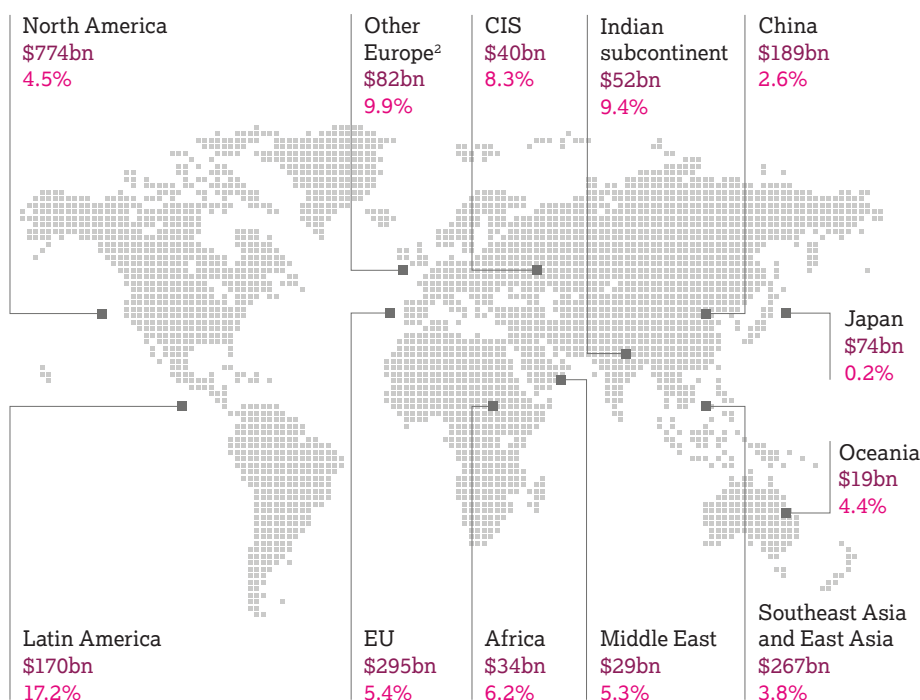 North America
$774bn
4.5%
Other
Europe²
$82bn
9.9%
CIS
$40bn
8.3%
Indian
subcontinent
$52bn
9.4%
China
$189bn
2.6%
Japan
$74bn
0.2%
Oceania
$19bn
4.4%
Latin America
$170bn
17.2%
EU
$295bn
5.4%
Africa
$34bn
6.2%
Middle East
$29bn
5.3%
Southeast Asia
and East Asia
$267bn
3.8%